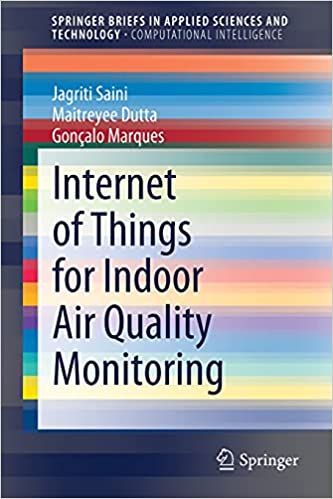 SPRINGER BRIEFS IN APPLIED SCIENCES AND
TECHNOLOGY · COMPUTATIONAL INTELLIGENCE
Jagriti Saini
Maitreyee Dutta
Gonçalo Marques
Internet
of Things
for Indoor
Air Quality
Monitoring
Springer